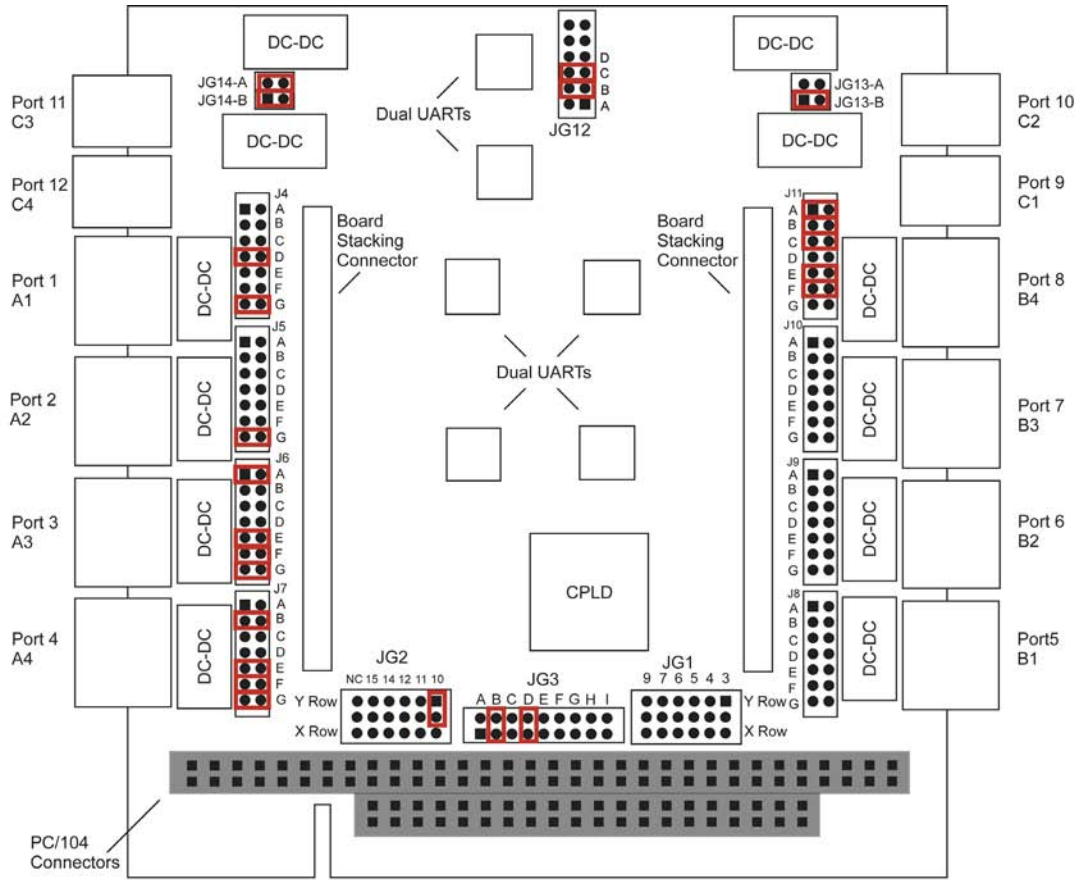 DC-DC
DC-DC
JG14-A
JG14-B
JG13-A
JG13-B
DC-DC
DC-DC
Dual UARTs
D
C
B
A
JG12
Port 11
C3
Port 12
C4
Port 10
C2
Port 9
C1
J4
A
B
C
D
E
F
G
Board
Stacking
Connector
Board
Stacking
Connector
J11
A
B
C
D
E
F
G
Port 1
A1
DC-DC
DC-DC
Port 8
B4
J5
A
B
C
D
E
F
G
Dual UARTs
J10
A
B
C
D
E
F
G
Port 2
A2
DC-DC
DC-DC
Port 7
B3
J6
A
B
C
D
E
F
G
J9
A
B
C
D
E
F
G
Port 3
A3
DC-DC
DC-DC
Port 6
B2
CPLD
J7
A
B
C
D
E
F
G
J8
A
B
C
D
E
F
G
Port 4
A4
DC-DC
DC-DC
Port5
B1
JG2
NC 15 14 12 11 10
Y Row
X Row
JG3
A B C D E F G H I
JG1
9 7 6 5 4 3
Y Row
X Row
PC/104
Connectors